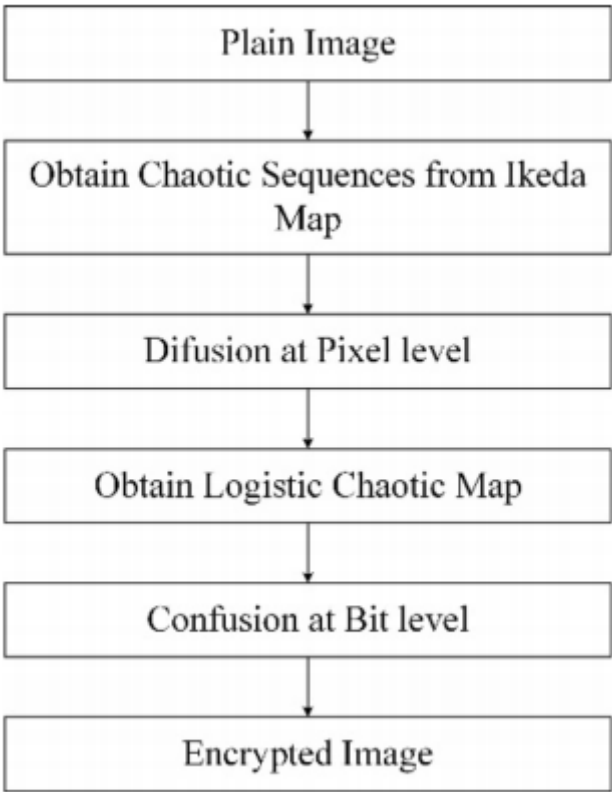 Plain Image
Obtain Chaotic Sequences from Ikeda
Map
Difusion at Pixel level
Obtain Logistic Chaotic Map
Confusion at Bit level
Encrypted Image